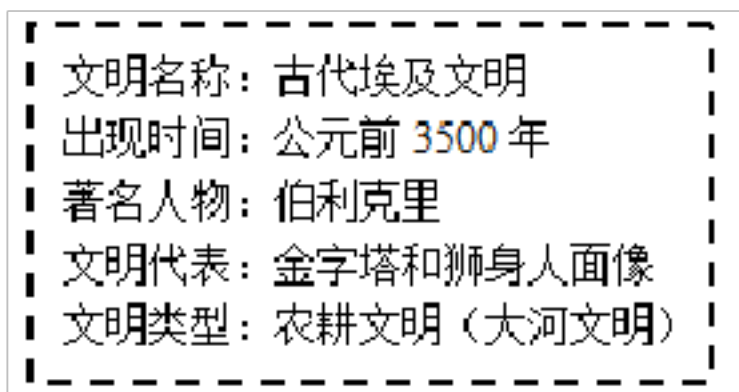 文明名称：古代埃及文明
出现时间：公元前 3500 年
著名人物：伯利克里
文明代表：金字塔和狮身人面像
文明类型：农耕文明（大河文明）